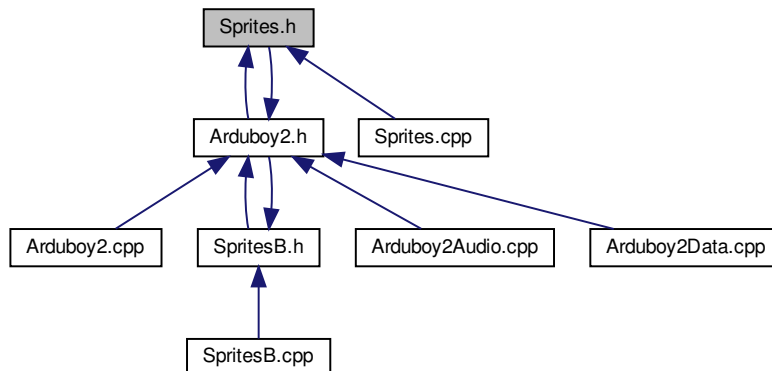 Sprites.h
Arduboy2.h
Sprites.cpp
Arduboy2.cpp
SpritesB.h
Arduboy2Audio.cpp
Arduboy2Data.cpp
SpritesB.cpp